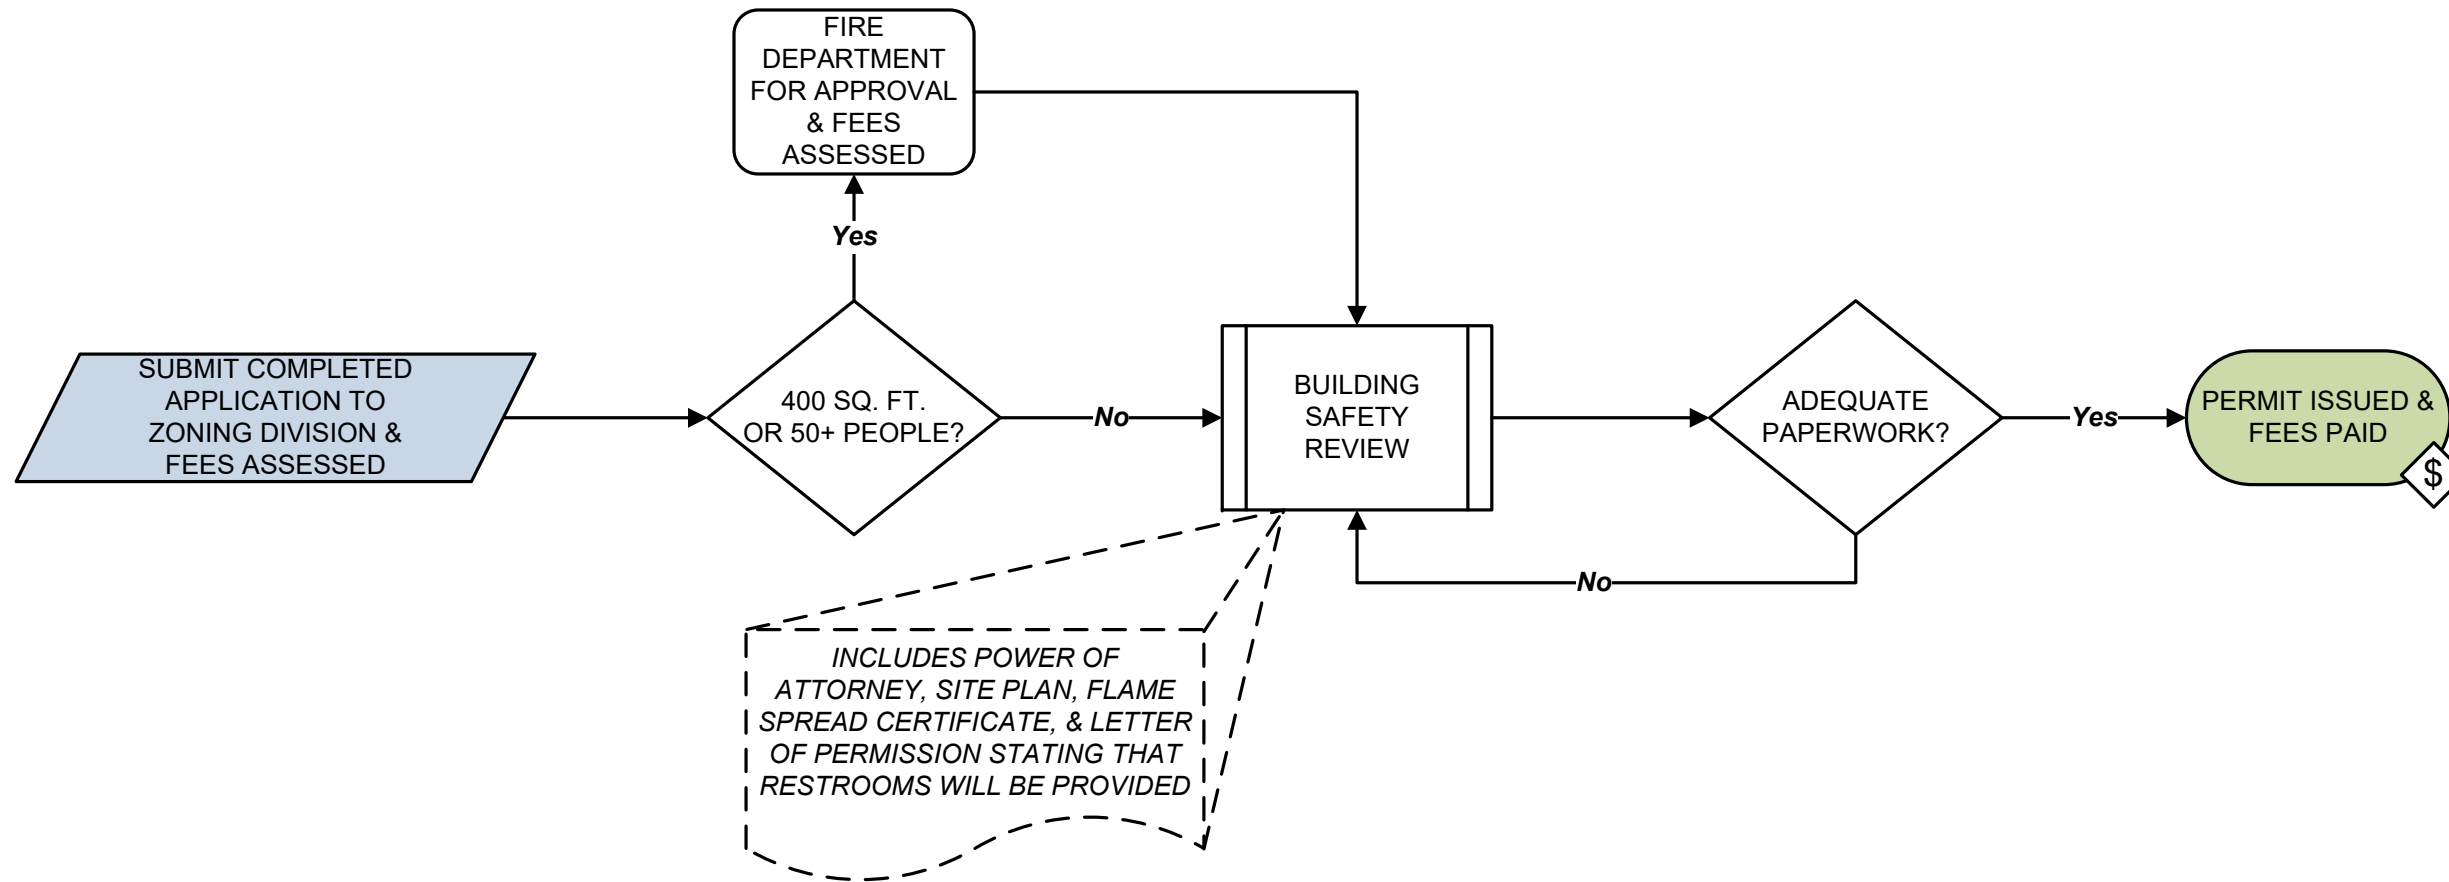 FIRE
DEPARTMENT
FOR APPROVAL
& FEES
ASSESSED
Yes
SUBMIT COMPLETED
APPLICATION TO
ZONING DIVISION &
FEES ASSESSED
400 SQ. FT.
OR 50+ PEOPLE?
No
BUILDING
SAFETY
REVIEW
ADEQUATE
PAPERWORK?
Yes
PERMIT ISSUED &
FEES PAID
$
No
INCLUDES POWER OF
ATTORNEY, SITE PLAN, FLAME
SPREAD CERTIFICATE, & LETTER
OF PERMISSION STATING THAT
RESTROOMS WILL BE PROVIDED